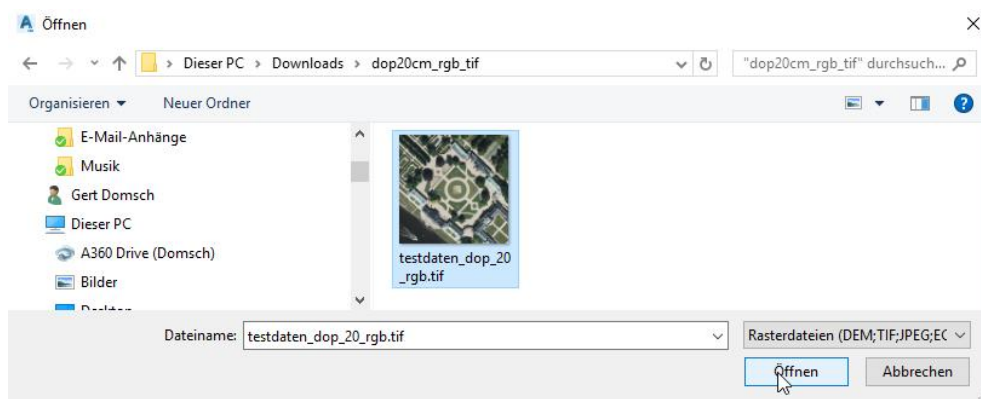 Öffnen
Dieser PC > Downloads > dop20cm_rgb_tif
"dop20cm_rgb_tif" durchsuch...
Organisieren
Neuer Ordner
E-Mail-Anhänge
Musik
Gert Domsch
Dieser PC
A360 Drive (Domsch)
Bilder
Desktop
testdaten_dop_20
_rgb.tif
Dateiname:
testdaten_dop_20_rgb.tif
Rasterdateien (DEM;TIF;JPEG;EC
Öffnen
Abbrechen